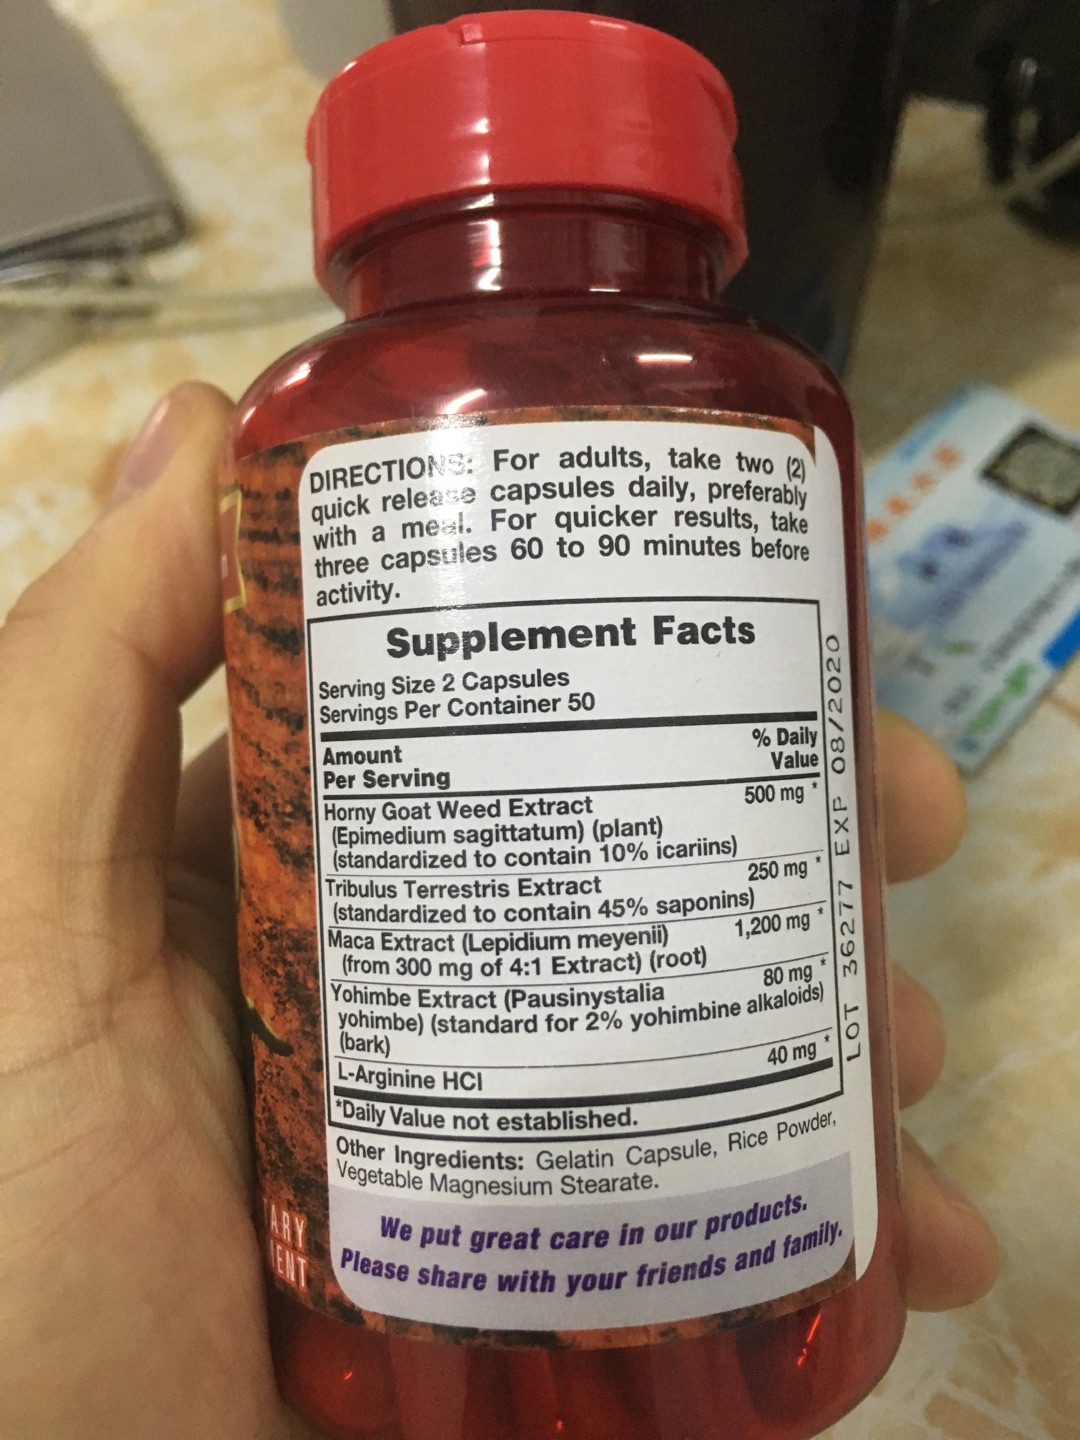 DIRECTIONS: For adults, take two (2)
quick release capsules daily, preferably
with a meal. For quicker results, take
three capsules 60 to 90 minutes before
activity.
Supplement Facts
Serving Size 2 Capsules
Servings Per Container 50
Amount
Per Serving
% Daily
Value
Horny Goat Weed Extract 500 mg *
(Epimedium sagittatum) (plant)
(standardized to contain 10% icariins)
Tribulus Terrestris Extract 250 mg *
(standardized to contain 45% saponins)
Maca Extract (Lepidium meyenii) 1,200 mg *
(from 300 mg of 4:1 Extract) (root)
Yohimbe Extract (Pausinystalia 80 mg *
yohimbe) (standard for 2% yohimbine alkaloids)
(bark)
L-Arginine HCl 40 mg *
*Daily Value not established.
Other Ingredients: Gelatin Capsule, Rice Powder,
Vegetable Magnesium Stearate.
We put great care in our products.
Please share with your friends and family.
LOT 36277 EXP 08/2020